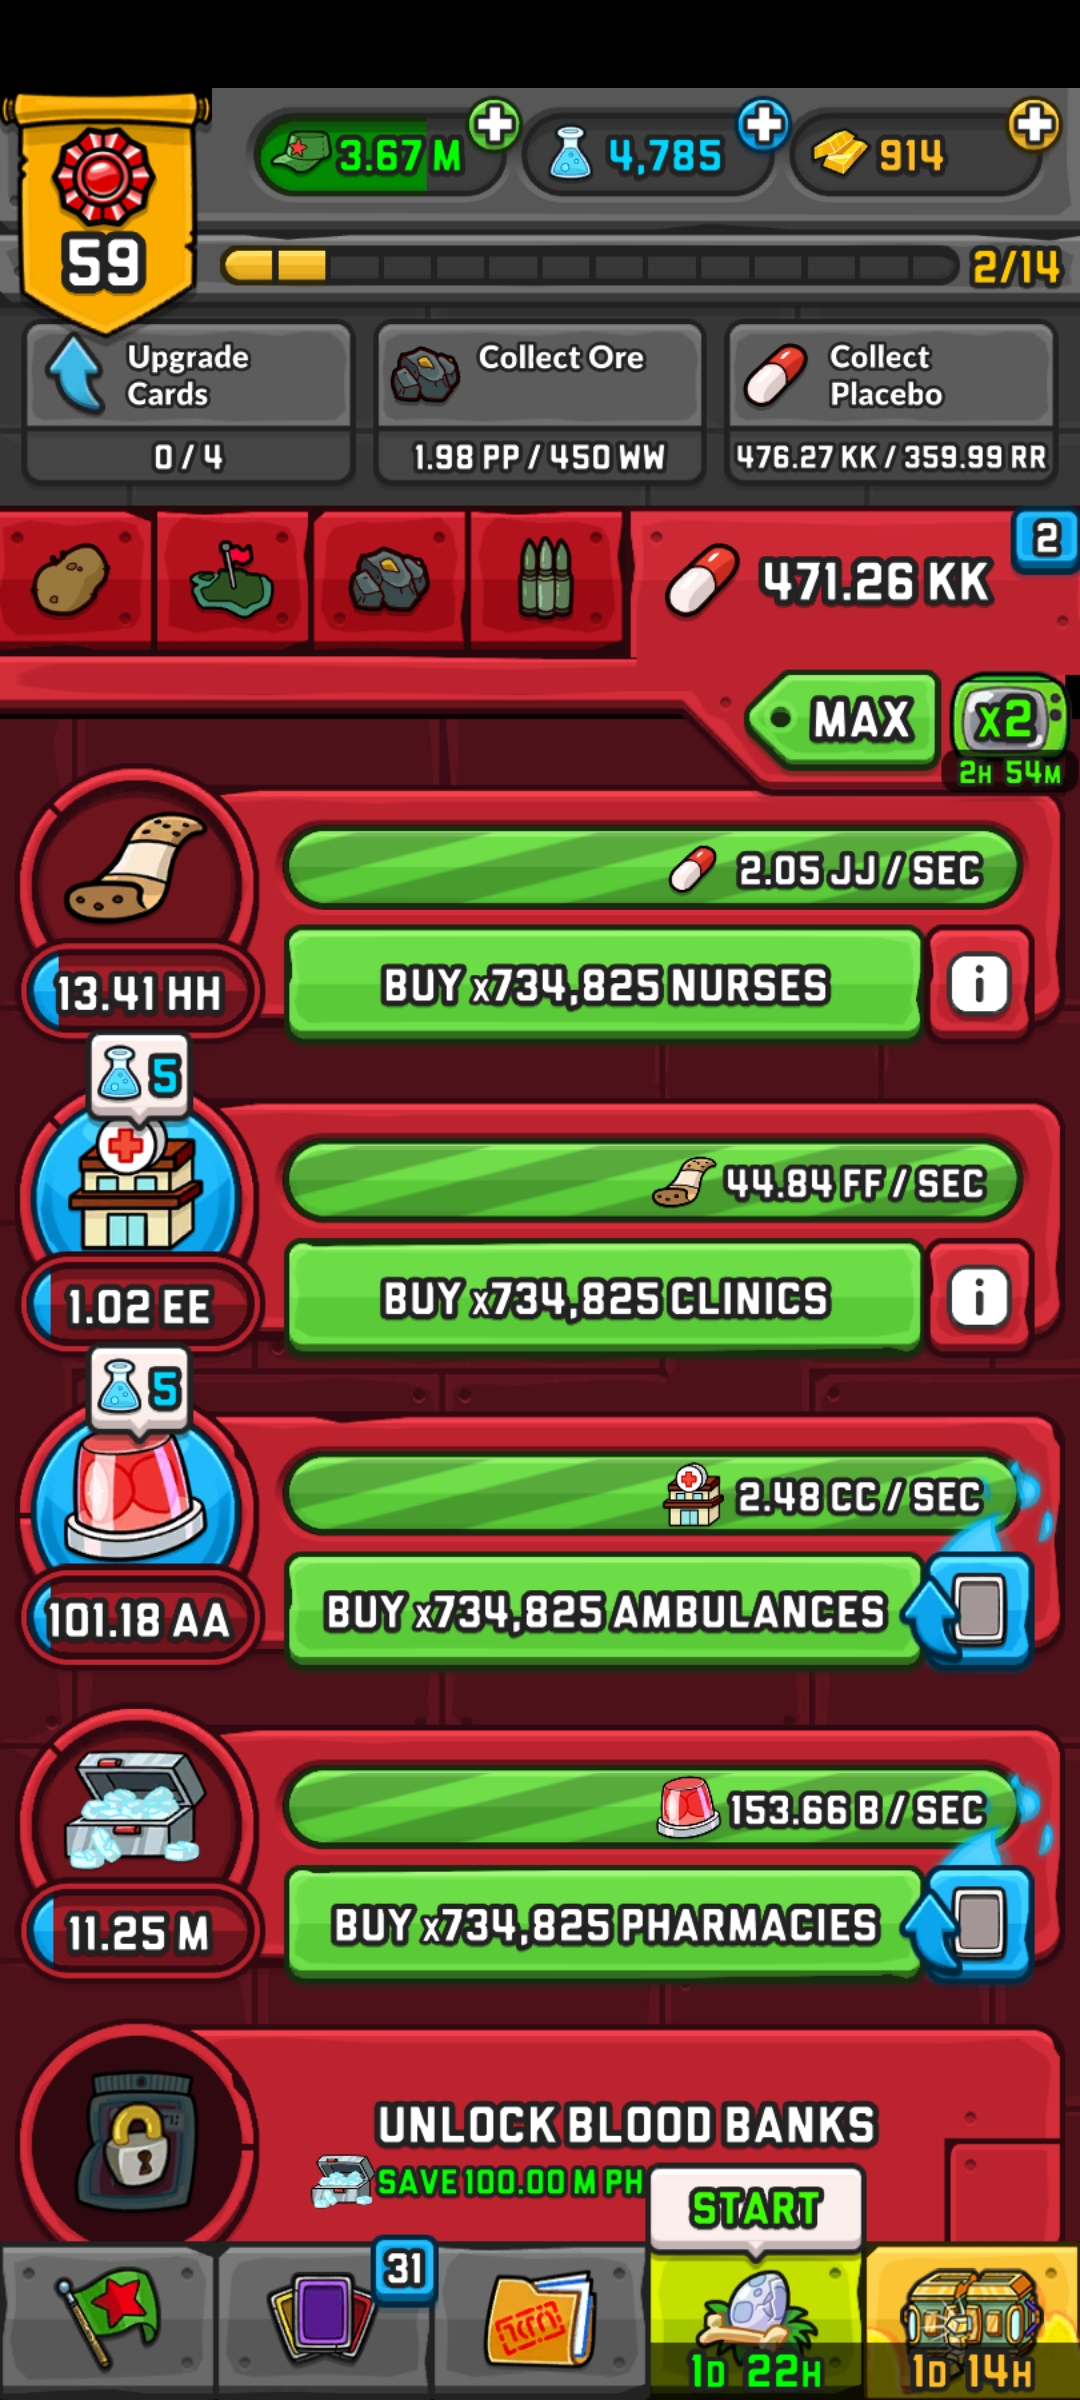 3.67 M
4,785
914
59
2/14
Upgrade Cards
0 / 4
Collect Ore
1.98 PP / 450 WW
Collect Placebo
476.27 KK / 359.99 RR
2
471.26 KK
MAX
x2
2H 54M
2.05 JJ / SEC
13.41 HH
BUY x734,825 NURSES
i
5
44.84 FF / SEC
1.02 EE
BUY x734,825 CLINICS
i
5
2.48 CC / SEC
101.18 AA
BUY x734,825 AMBULANCES
153.66 B / SEC
11.25 M
BUY x734,825 PHARMACIES
UNLOCK BLOOD BANKS
SAVE 100.00 M PH
START
31
1D 22H
1D 14H